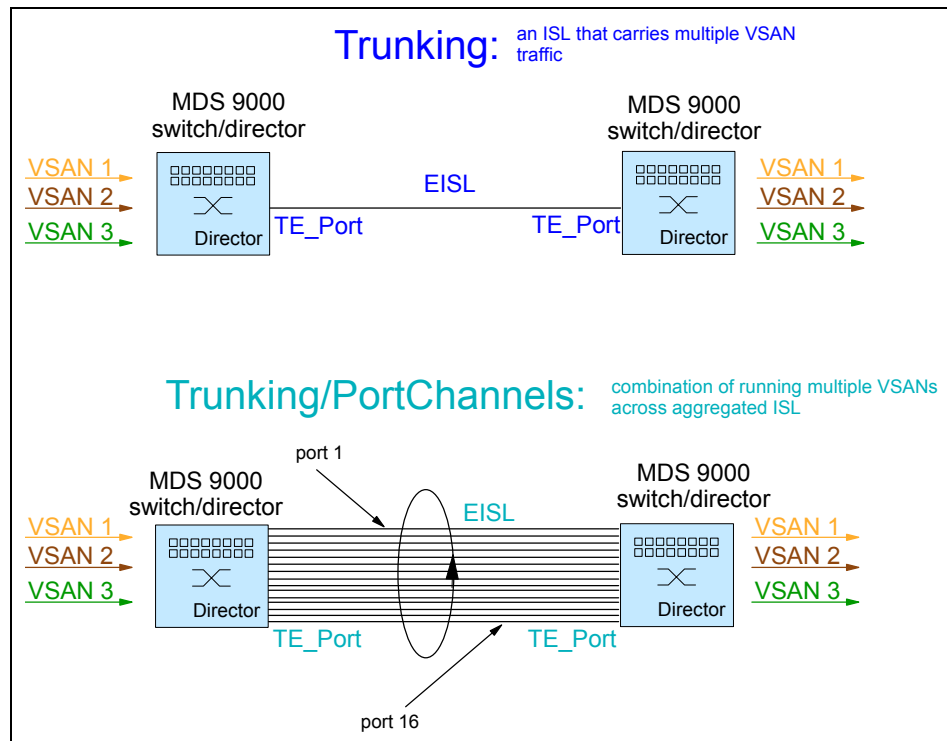 Trunking: an ISL that carries multiple VSAN
traffic
MDS 9000
switch/director
MDS 9000
switch/director
VSAN 1
VSAN 2
VSAN 3
Director
TE_Port
EISL
TE_Port
Director
VSAN 1
VSAN 2
VSAN 3
Trunking/PortChannels: combination of running multiple VSANs
across aggregated ISL
port 1
MDS 9000
switch/director
MDS 9000
switch/director
VSAN 1
VSAN 2
VSAN 3
Director
TE_Port
EISL
TE_Port
Director
VSAN 1
VSAN 2
VSAN 3
port 16